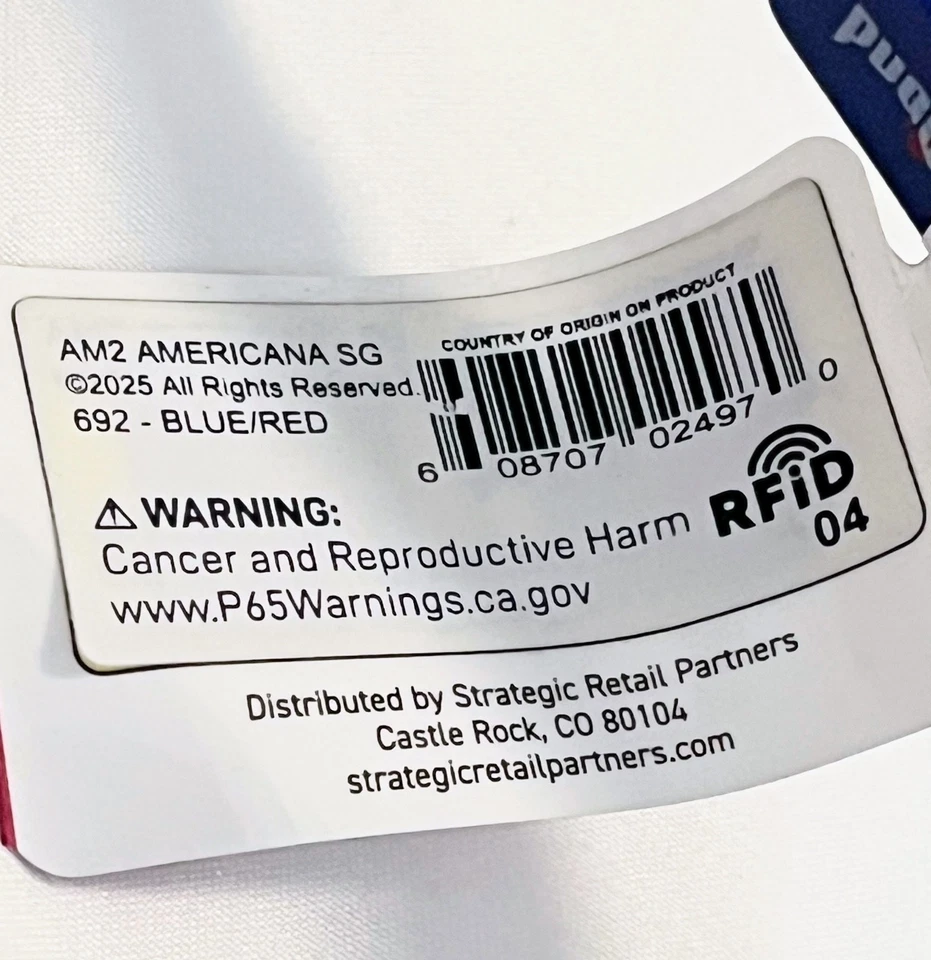 AM2 AMERICANA SG
©2025 All Rights Reserved.
692 - BLUE/RED
COUNTRY OF ORIGIN ON PRODUCT
6 08707 02497 0
RFiD
04
⚠ WARNING:
Cancer and Reproductive Harm
www.P65Warnings.ca.gov
Distributed by Strategic Retail Partners
Castle Rock, CO 80104
strategicretailpartners.com